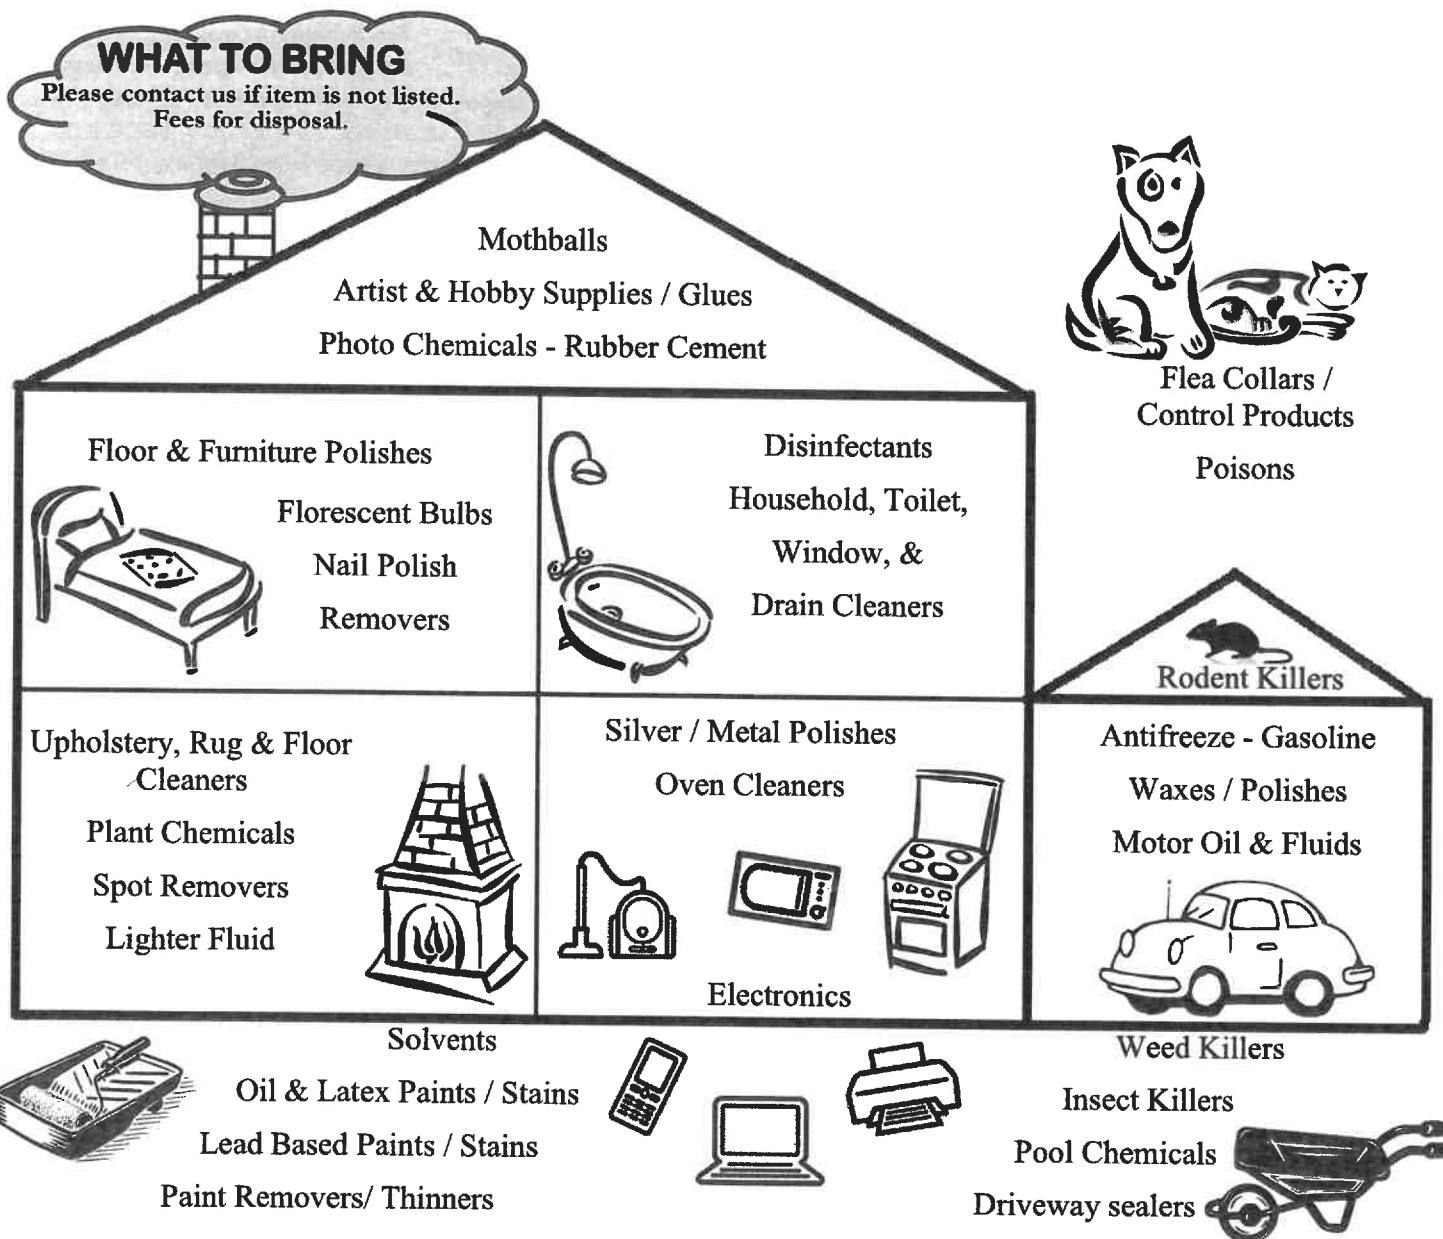 WHAT TO BRING
Please contact us if item is not listed.
Fees for disposal.
Mothballs
Artist & Hobby Supplies / Glues
Photo Chemicals - Rubber Cement
Flea Collars /
Control Products
Poisons
Floor & Furniture Polishes
Florescent Bulbs
Nail Polish
Removers
Disinfectants
Household, Toilet,
Window, &
Drain Cleaners
Rodent Killers
Upholstery, Rug & Floor
Cleaners
Plant Chemicals
Spot Removers
Lighter Fluid
Silver / Metal Polishes
Oven Cleaners
Electronics
Antifreeze - Gasoline
Waxes / Polishes
Motor Oil & Fluids
Solvents
Oil & Latex Paints / Stains
Lead Based Paints / Stains
Paint Removers/ Thinners
Weed Killers
Insect Killers
Pool Chemicals
Driveway sealers